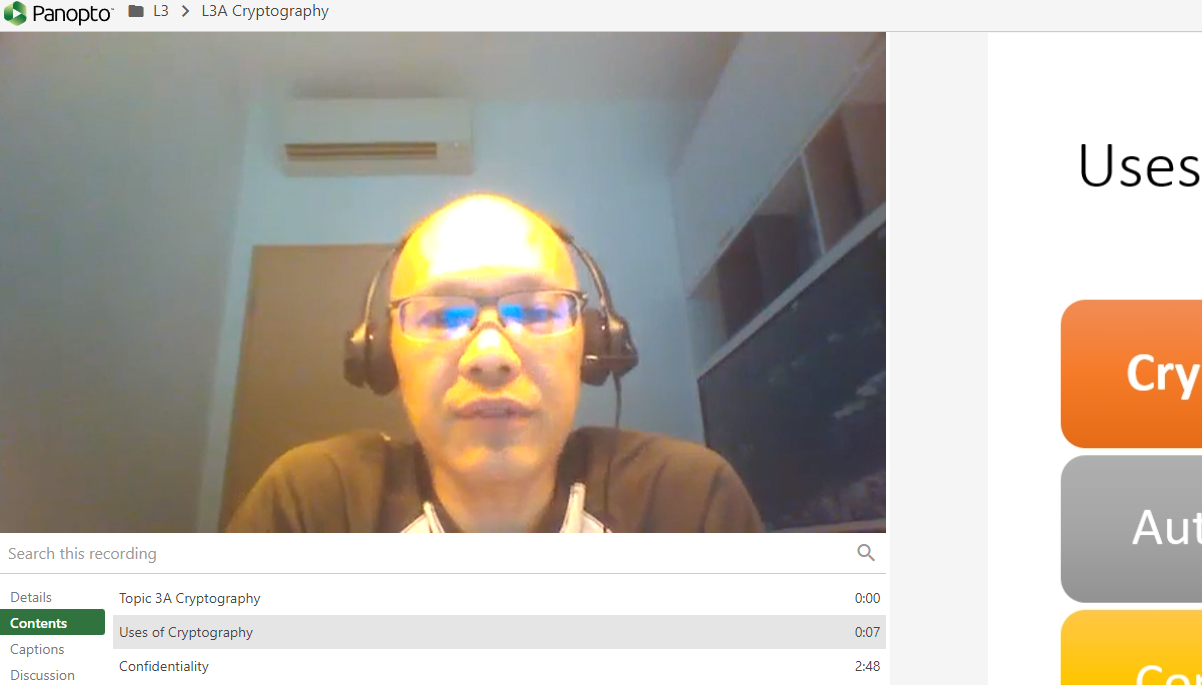 Panopto L3 > L3A Cryptography
Uses
Cry
Aut
Con
Search this recording
Details
Contents
Captions
Discussion
Topic 3A Cryptography 0:00
Uses of Cryptography 0:07
Confidentiality 2:48